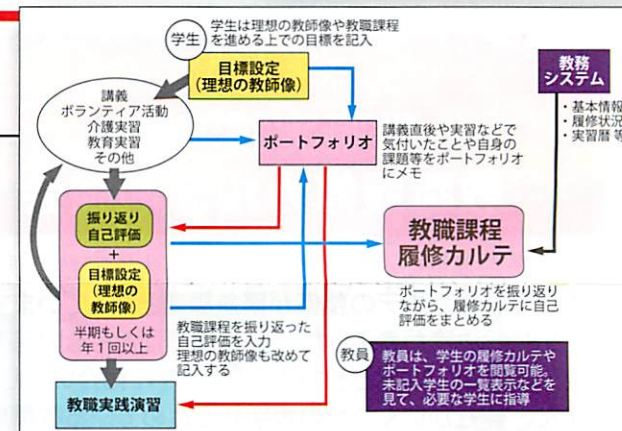 学生
学生は理想の教師像や教職課程
を進める上での目標を記入
目標設定
(理想の教師像)
教務
システム
・基本情報
・履修状況
・実習暦 等
講義
ボランティア活動
介護実習
教育実習
その他
ポートフォリオ
講義直後や実習などで
気付いたことや自身の
課題等をポートフォリオ
にメモ
振り返り
自己評価
+
目標設定
(理想の
教師像)
半期もしくは
年1回以上
教職課程
履修カルテ
ポートフォリオを振り返り
ながら、履修カルテに自己
評価をまとめる
教職課程を振り返った
自己評価を入力
理想の教師像も改めて
記入する
教員
教員は、学生の履修カルテや
ポートフォリオを閲覧可能。
未記入学生の一覧表示などを
見て、必要な学生に指導
教職実践演習